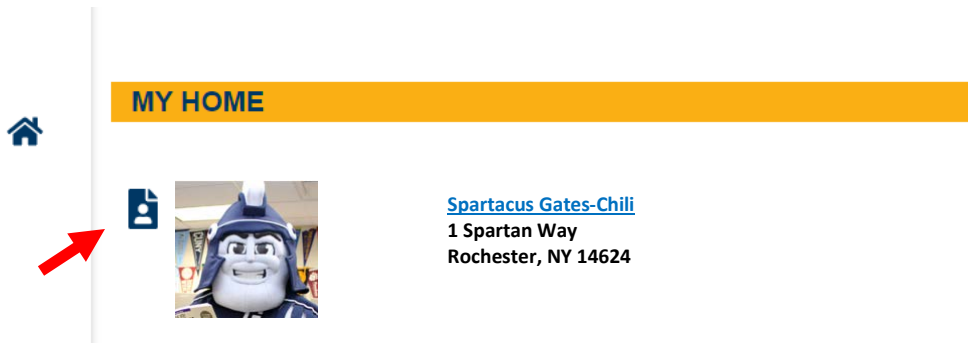 MY HOME
Spartacus Gates-Chili
1 Spartan Way
Rochester, NY 14624